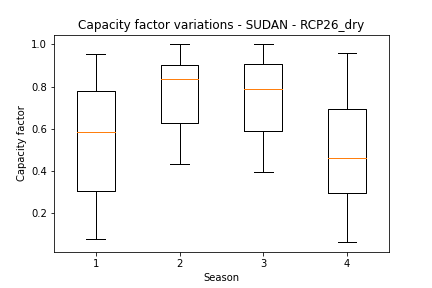 Capacity factor variations - SUDAN - RCP26_dry
Capacity factor
1.0
0.8
0.6
0.4
0.2
1 2 3 4
Season